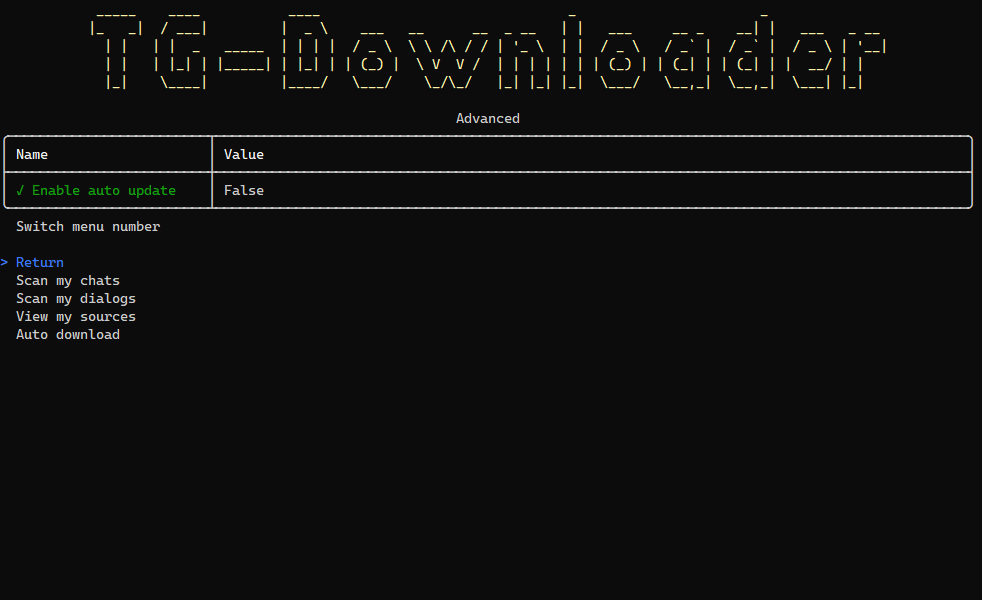 TG-Downloader
Advanced
Name Value
✓ Enable auto update False
Switch menu number
> Return
Scan my chats
Scan my dialogs
View my sources
Auto download